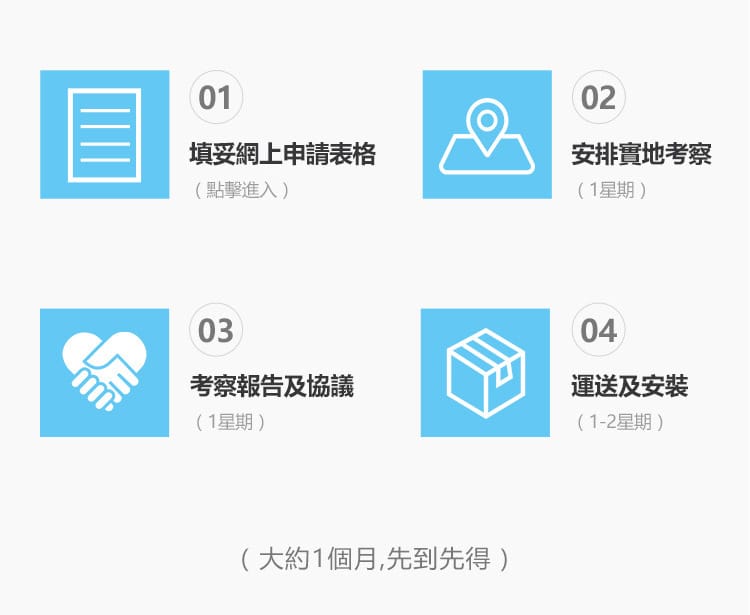 01
填妥網上申請表格
（點擊進入）
02
安排實地考察
（1星期）
03
考察報告及協議
（1星期）
04
運送及安裝
（1-2星期）
（大約1個月,先到先得）